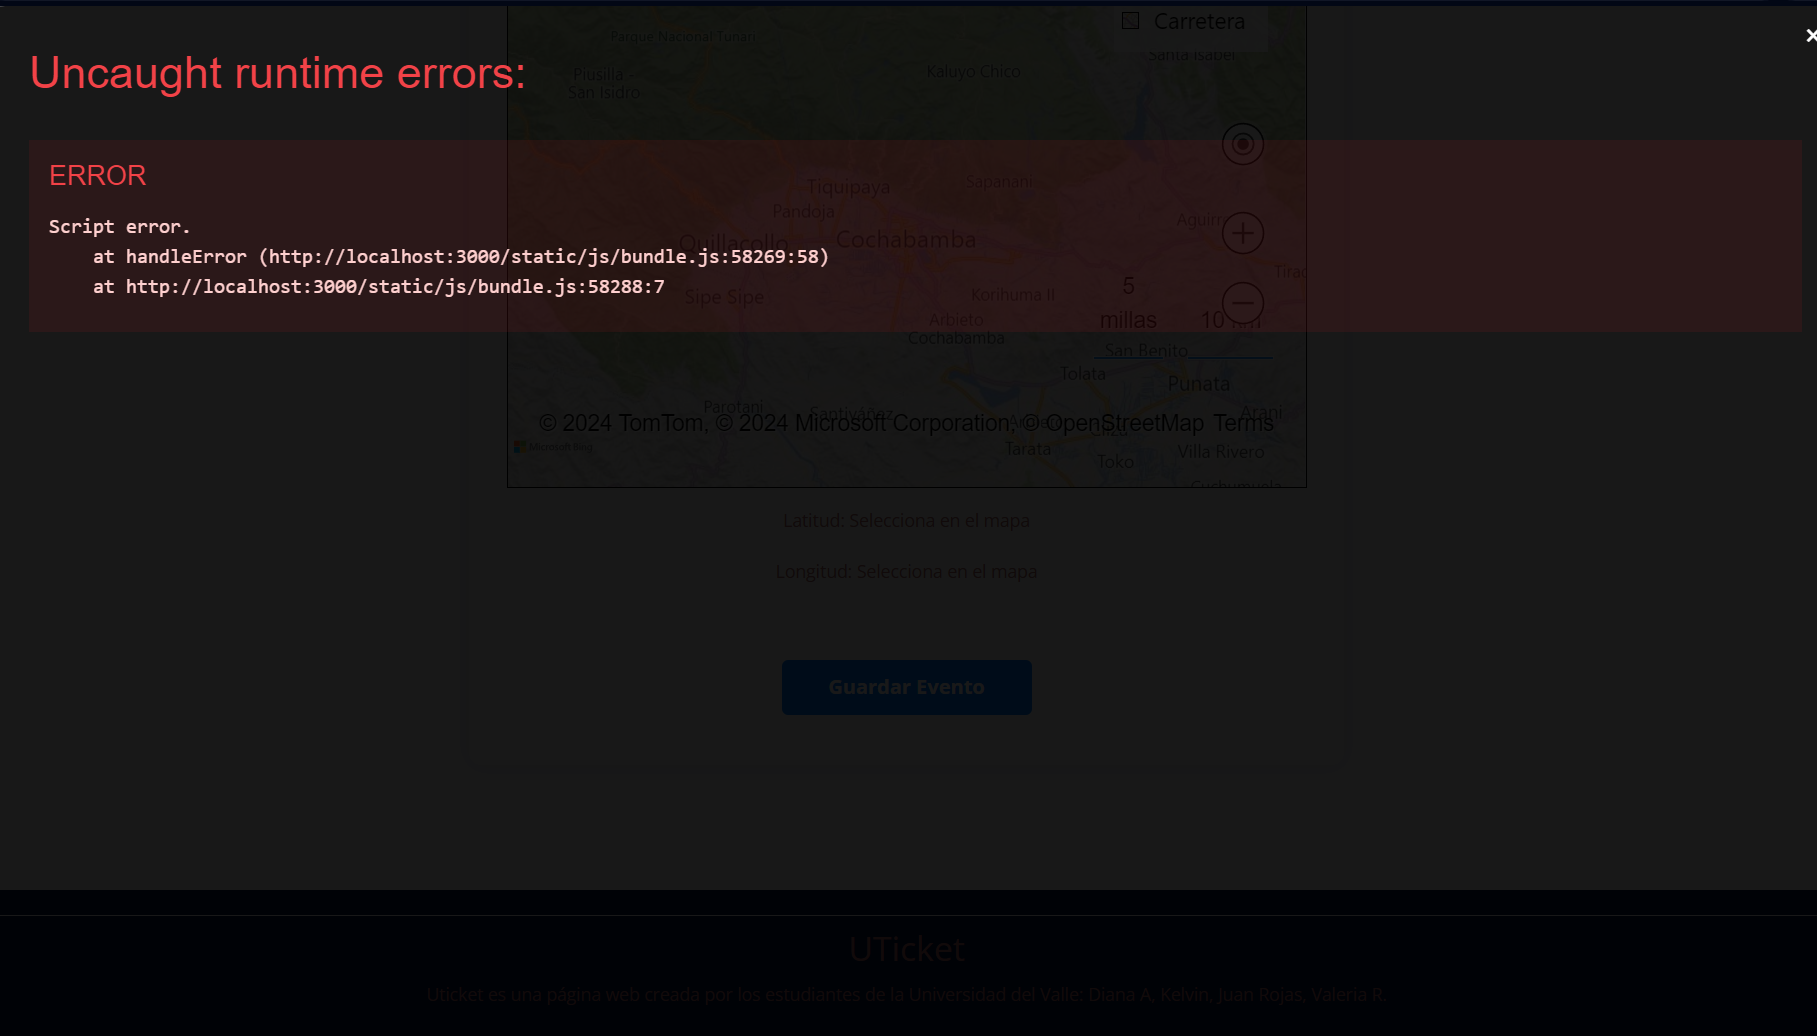 Carretera
Parque Nacional Tunari
Santa Isabel
Uncaught runtime errors:
Piusilla
San Isidro
Kaluyo Chico
ERROR
Tiquipaya
Sapanani
Pandoja
Script error.
Quillacollo
Cochabamba
at handleError (http://localhost:3000/static/js/bundle.js:58269:58)
at http://localhost:3000/static/js/bundle.js:58288:7
Sipe Sipe
Korihuma II
5
millas
10 km
Arbieto
Cochabamba
San Benito
Tolata
Punata
Parotani
Santiváñez
Arani
© 2024 TomTom, © 2024 Microsoft Corporation, © OpenStreetMap Terms
Cliza
Microsoft Bing
Tarata
Villa Rivero
Toko
Cuchumuela
Latitud: Selecciona en el mapa
Longitud: Selecciona en el mapa
Guardar Evento
UTicket
Uticket es una página web creada por los estudiantes de la Universidad del Valle: Diana A, Kelvin, Juan Rojas, Valeria R.